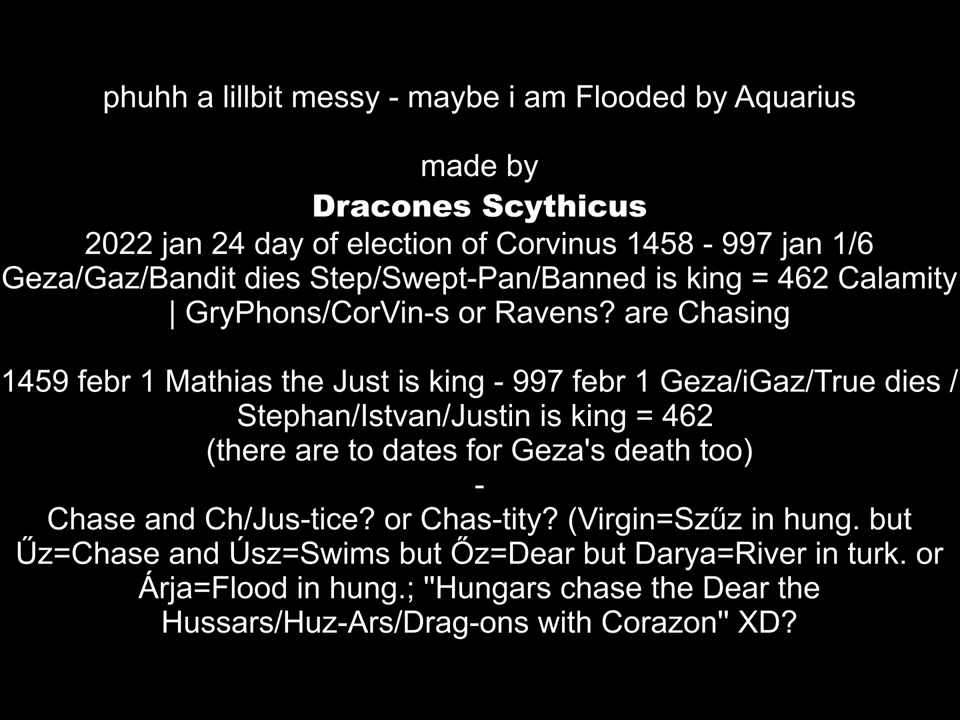 phuhh a lillbit messy - maybe i am Flooded by Aquarius
made by
Dracones Scythicus
2022 jan 24 day of election of Corvinus 1458 - 997 jan 1/6
Geza/Gaz/Bandit dies Step/Swept-Pan/Banned is king = 462 Calamity
| GryPhons/CorVin-s or Ravens? are Chasing
1459 febr 1 Mathias the Just is king - 997 febr 1 Geza/iGaz/True dies /
Stephan/Istvan/Justin is king = 462
(there are to dates for Geza's death too)
-
Chase and Ch/Jus-tice? or Chas-tity? (Virgin=Szűz in hung. but
Űz=Chase and Úsz=Swims but Őz=Dear but Darya=River in turk. or
Árja=Flood in hung.; "Hungars chase the Dear the
Hussars/Huz-Ars/Drag-ons with Corazon" XD?